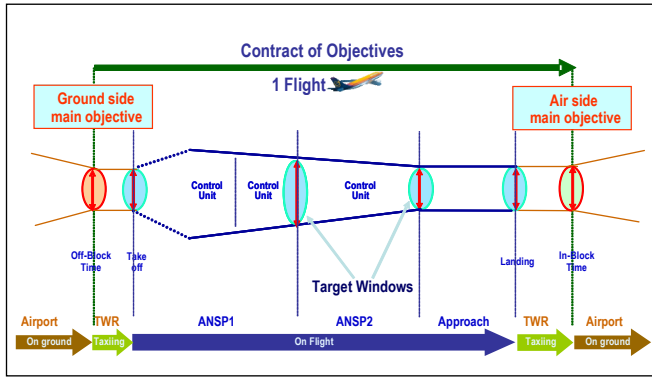 Contract of Objectives
1 Flight
Ground side
main objective
Air side
main objective
Control
Unit
Control
Unit
Control
Unit
Off-Block
Time
Take
off
Target Windows
Landing
In-Block
Time
Airport
TWR
ANSP1
ANSP2
Approach
TWR
Airport
On ground
Taxiing
On Flight
Taxiing
On ground